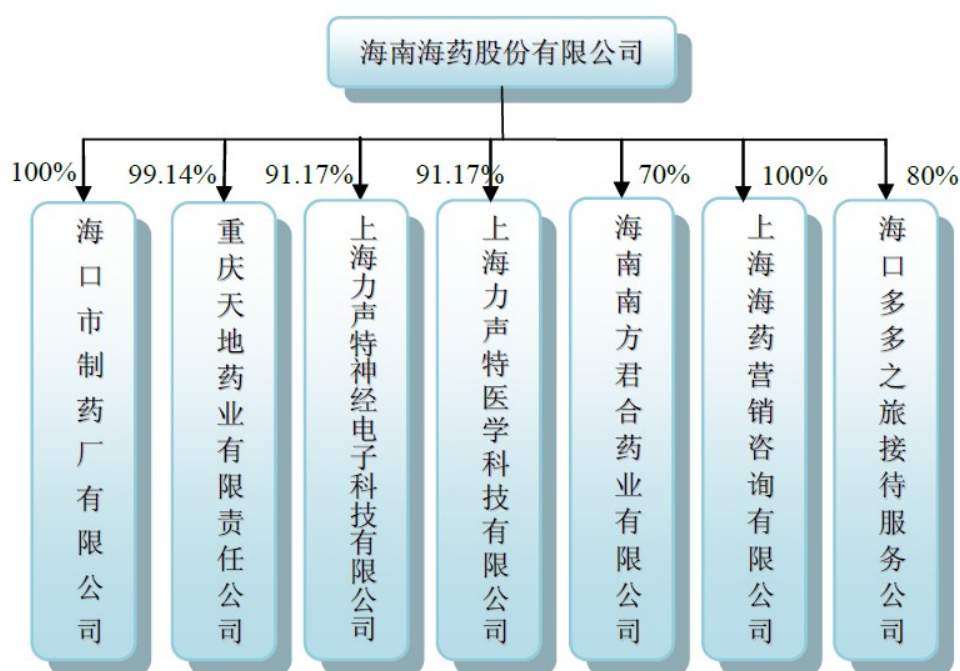 海南海药股份有限公司
100%
99.14%
91.17%
91.17%
70%
100%
80%
海口市制药厂有限公司
重庆天地药业有限责任公司
上海力声特神经电子科技有限公司
上海力声特医学科技有限公司
海南南方君合药业有限公司
上海海药营销咨询有限公司
海口多多之旅接待服务公司